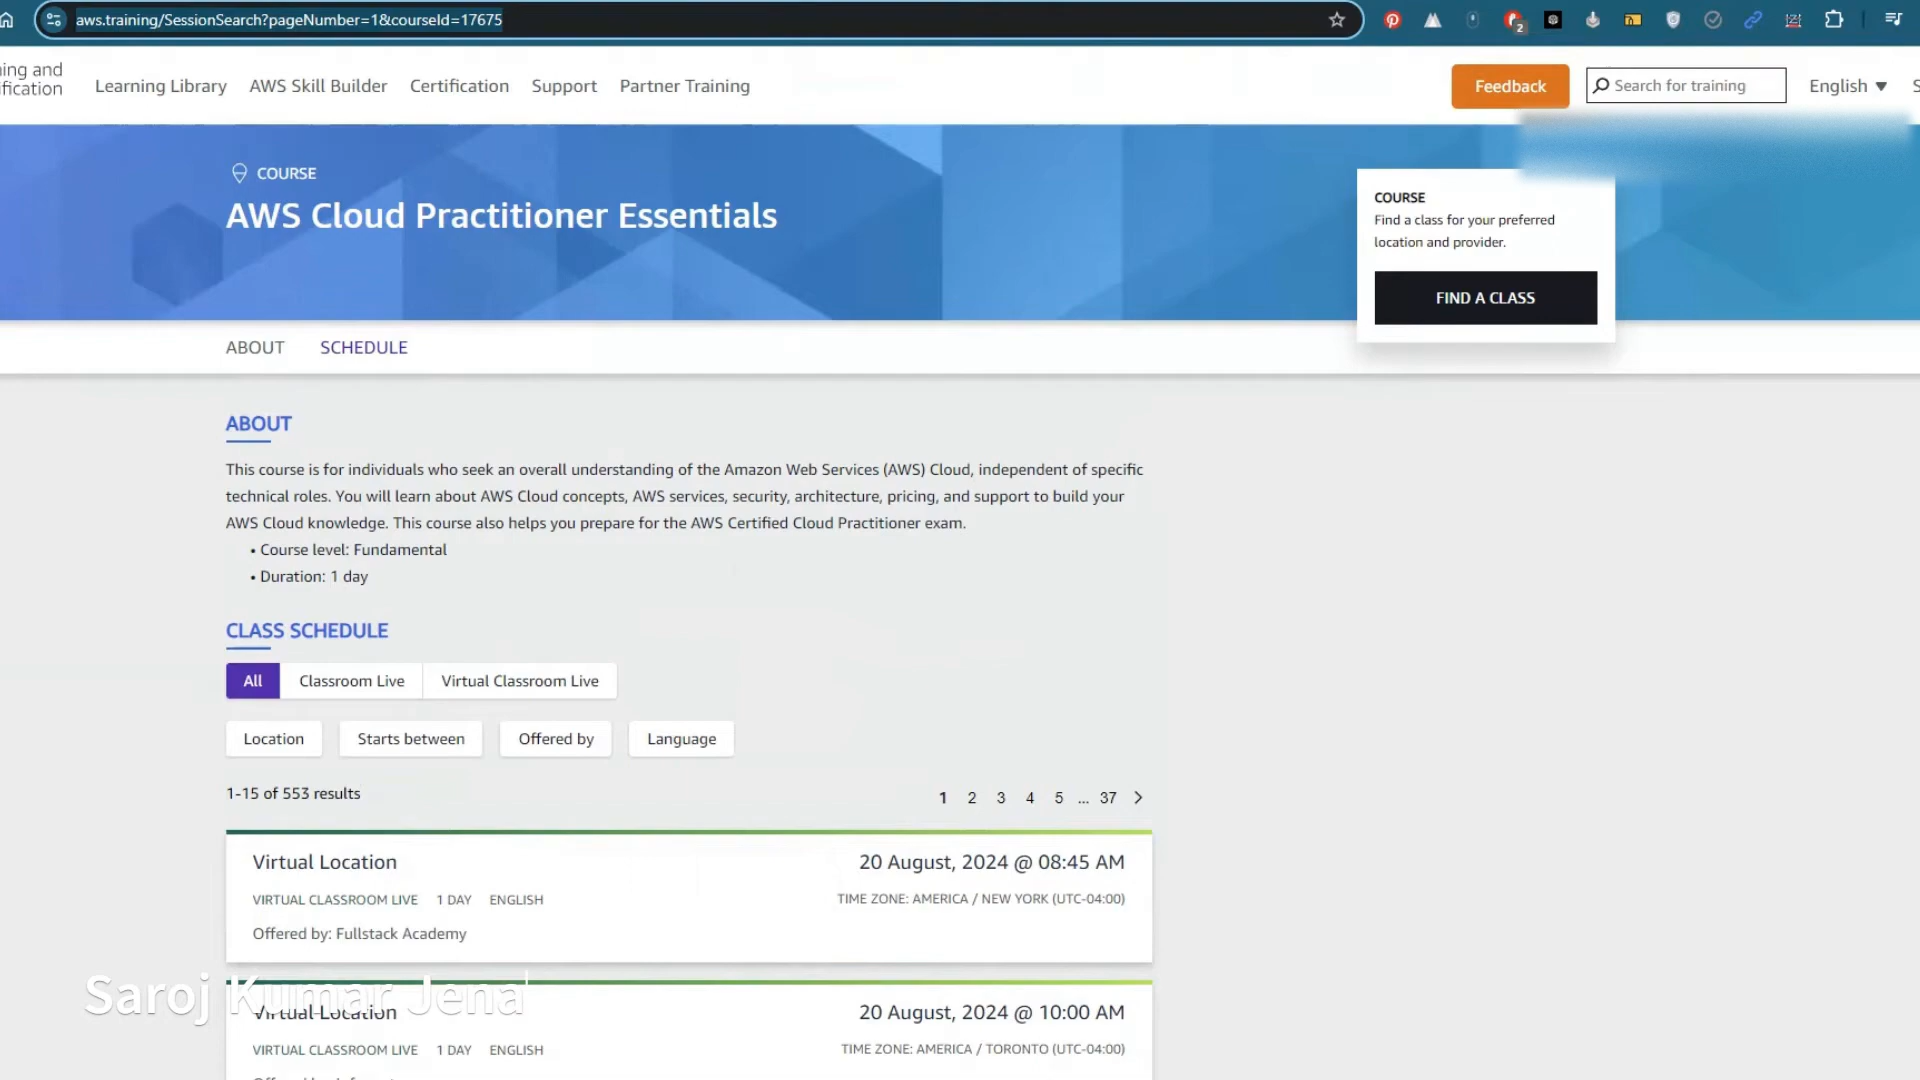 aws.training/SessionSearch?pageNumber=1&courseId=17675
2
ing and
ification
Learning Library
AWS Skill Builder
Certification
Support
Partner Training
Feedback
Search for training
English
COURSE
AWS Cloud Practitioner Essentials
COURSE
Find a class for your preferred
location and provider.
FIND A CLASS
ABOUT
SCHEDULE
ABOUT
This course is for individuals who seek an overall understanding of the Amazon Web Services (AWS) Cloud, independent of specific
technical roles. You will learn about AWS Cloud concepts, AWS services, security, architecture, pricing, and support to build your
AWS Cloud knowledge. This course also helps you prepare for the AWS Certified Cloud Practitioner exam.
• Course level: Fundamental
• Duration: 1 day
CLASS SCHEDULE
All
Classroom Live
Virtual Classroom Live
Location
Starts between
Offered by
Language
1-15 of 553 results
1 2 3 4 5 ... 37
Virtual Location
20 August, 2024 @ 08:45 AM
VIRTUAL CLASSROOM LIVE 1 DAY ENGLISH
TIME ZONE: AMERICA / NEW YORK (UTC-04:00)
Offered by: Fullstack Academy
Saroj Kumar Jena
Virtual Location
20 August, 2024 @ 10:00 AM
VIRTUAL CLASSROOM LIVE 1 DAY ENGLISH
TIME ZONE: AMERICA / TORONTO (UTC-04:00)